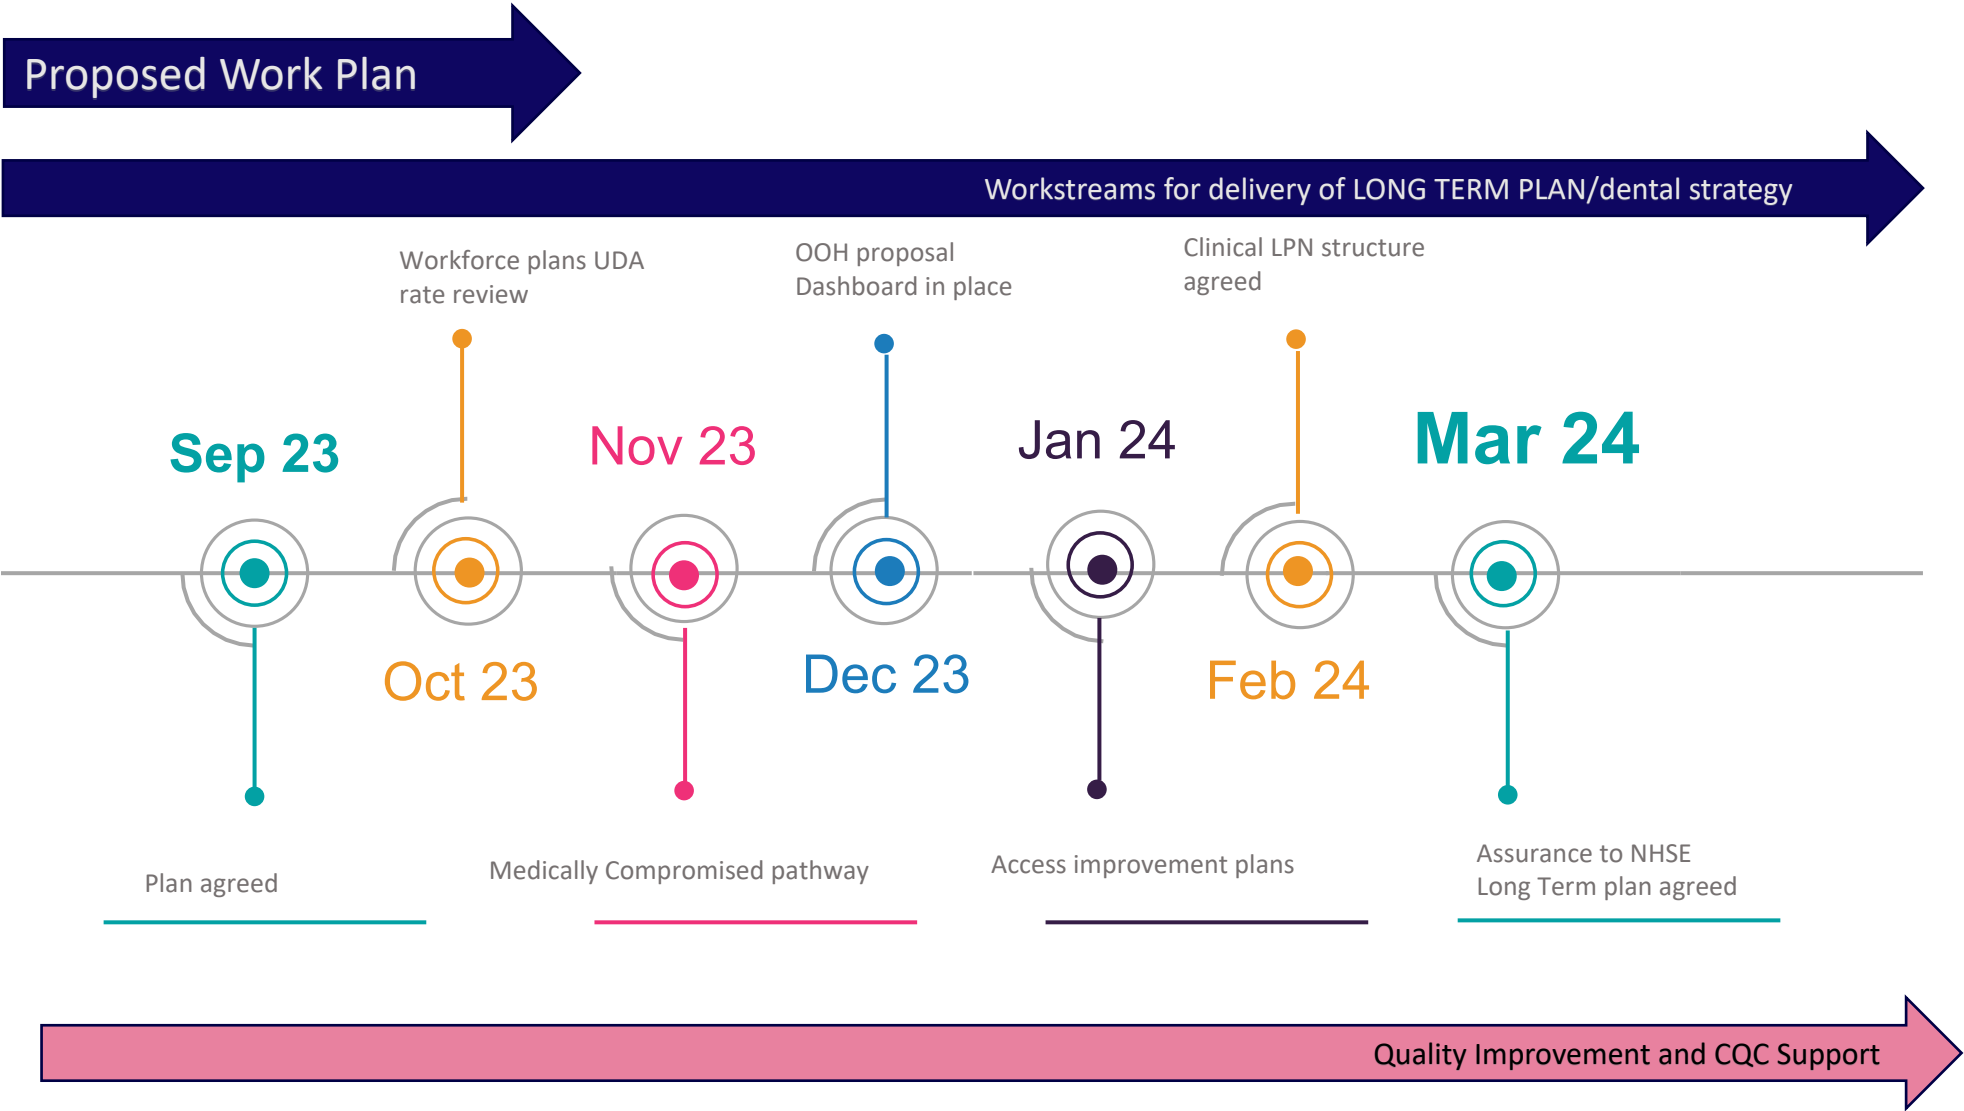 Proposed Work Plan
Workstreams for delivery of LONG TERM PLAN/dental strategy
Workforce plans UDA
rate review
OOH proposal
Dashboard in place
Clinical LPN structure
agreed
Sep 23
Nov 23
Jan 24
Mar 24
Oct 23
Dec 23
Feb 24
Plan agreed
Medically Compromised pathway
Access improvement plans
Assurance to NHSE
Long Term plan agreed
Quality Improvement and CQC Support